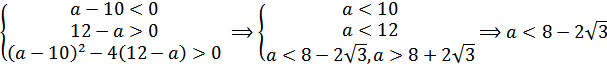 { a − 10 < 0
12 − a > 0
(a − 10)² − 4(12 − a) > 0 ⟹ { a < 10
a < 12
a < 8 − 2√3, a > 8 + 2√3 ⟹ a < 8 − 2√3